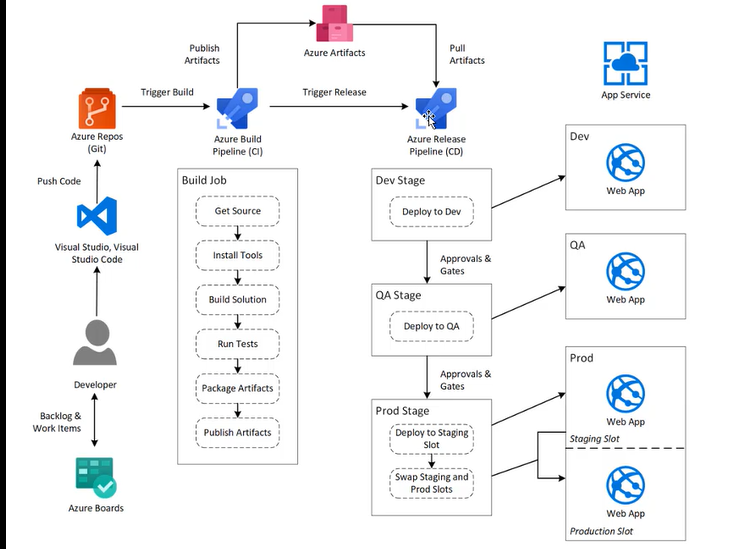 Publish
Artifacts
Azure Artifacts
Pull
Artifacts
App Service
Trigger Build
Trigger Release
Azure Repos
(Git)
Azure Build
Pipeline (CI)
Azure Release
Pipeline (CD)
Push Code
Visual Studio, Visual
Studio Code
Developer
Backlog &
Work Items
Azure Boards
Build Job
Get Source
Install Tools
Build Solution
Run Tests
Package Artifacts
Publish Artifacts
Dev Stage
Deploy to Dev
Approvals &
Gates
QA Stage
Deploy to QA
Approvals &
Gates
Prod Stage
Deploy to Staging
Slot
Swap Staging and
Prod Slots
Dev
Web App
QA
Web App
Prod
Web App
Staging Slot
Web App
Production Slot